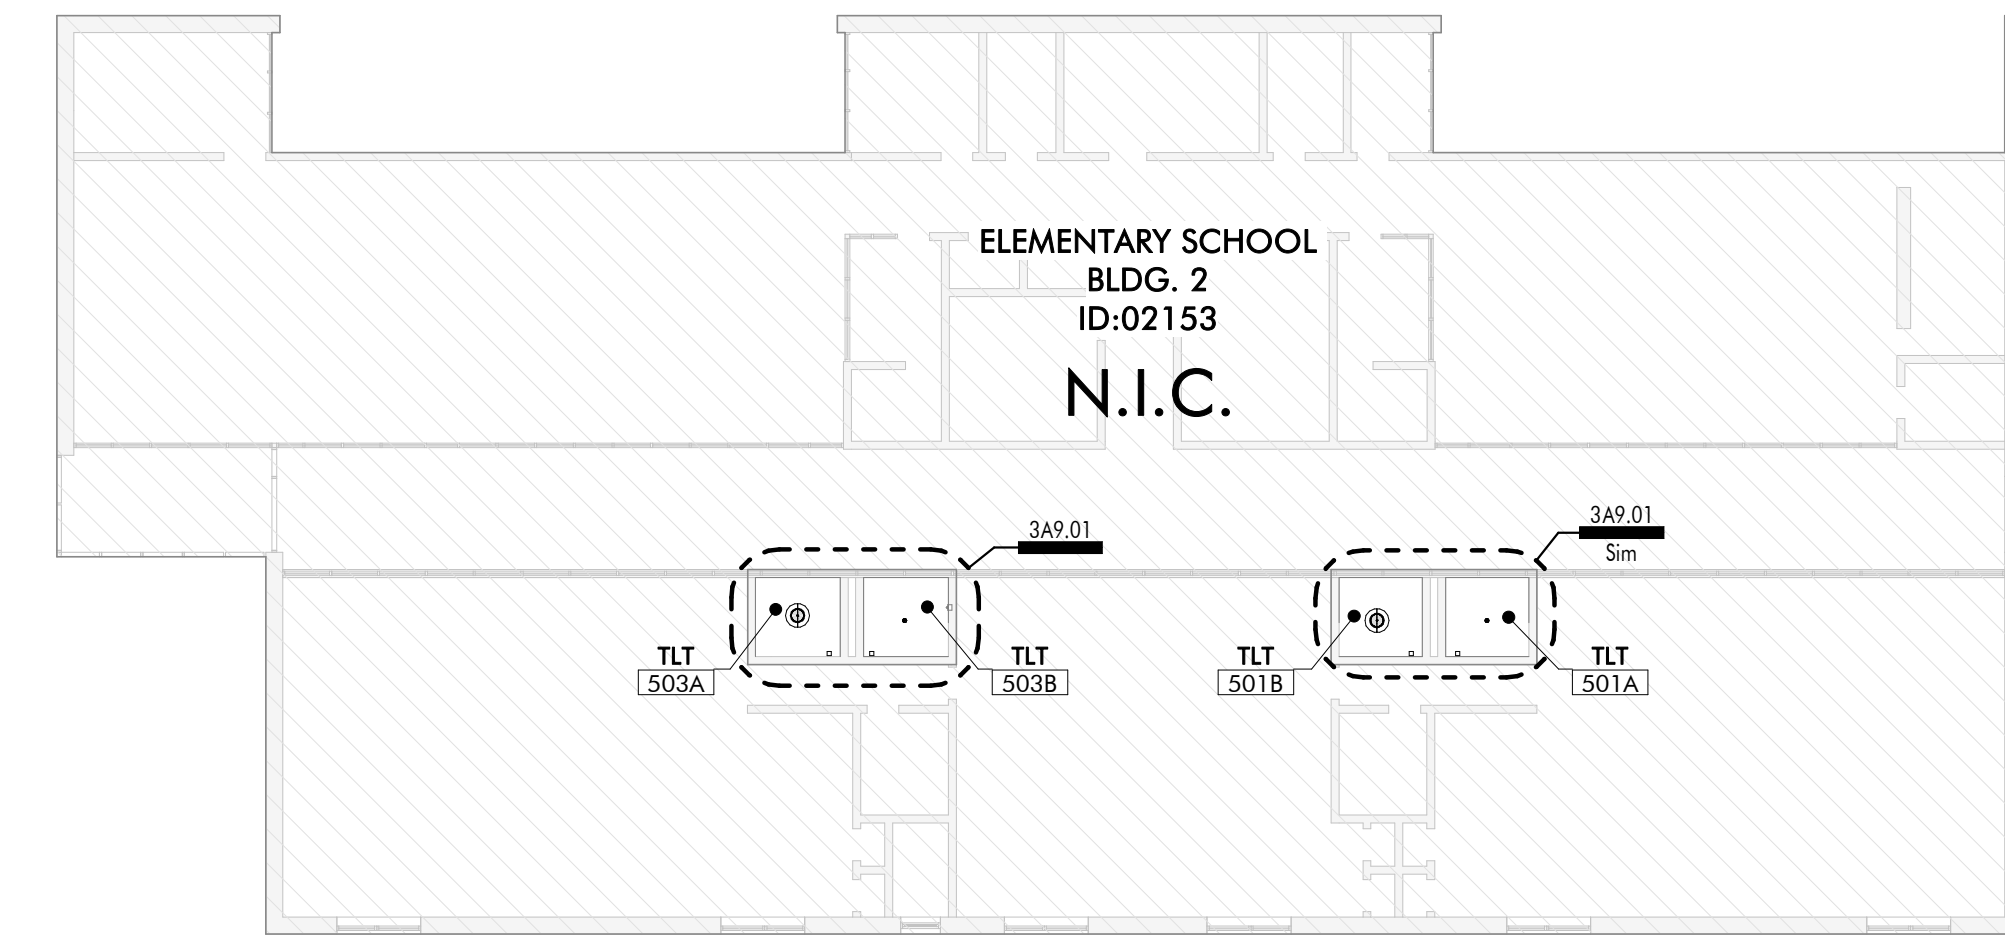 ELEMENTARY SCHOOL
BLDG. 2
ID:02153
N.I.C.
3A9.01
3A9.01
Sim
TLT
503A
TLT
503B
TLT
501B
TLT
501A